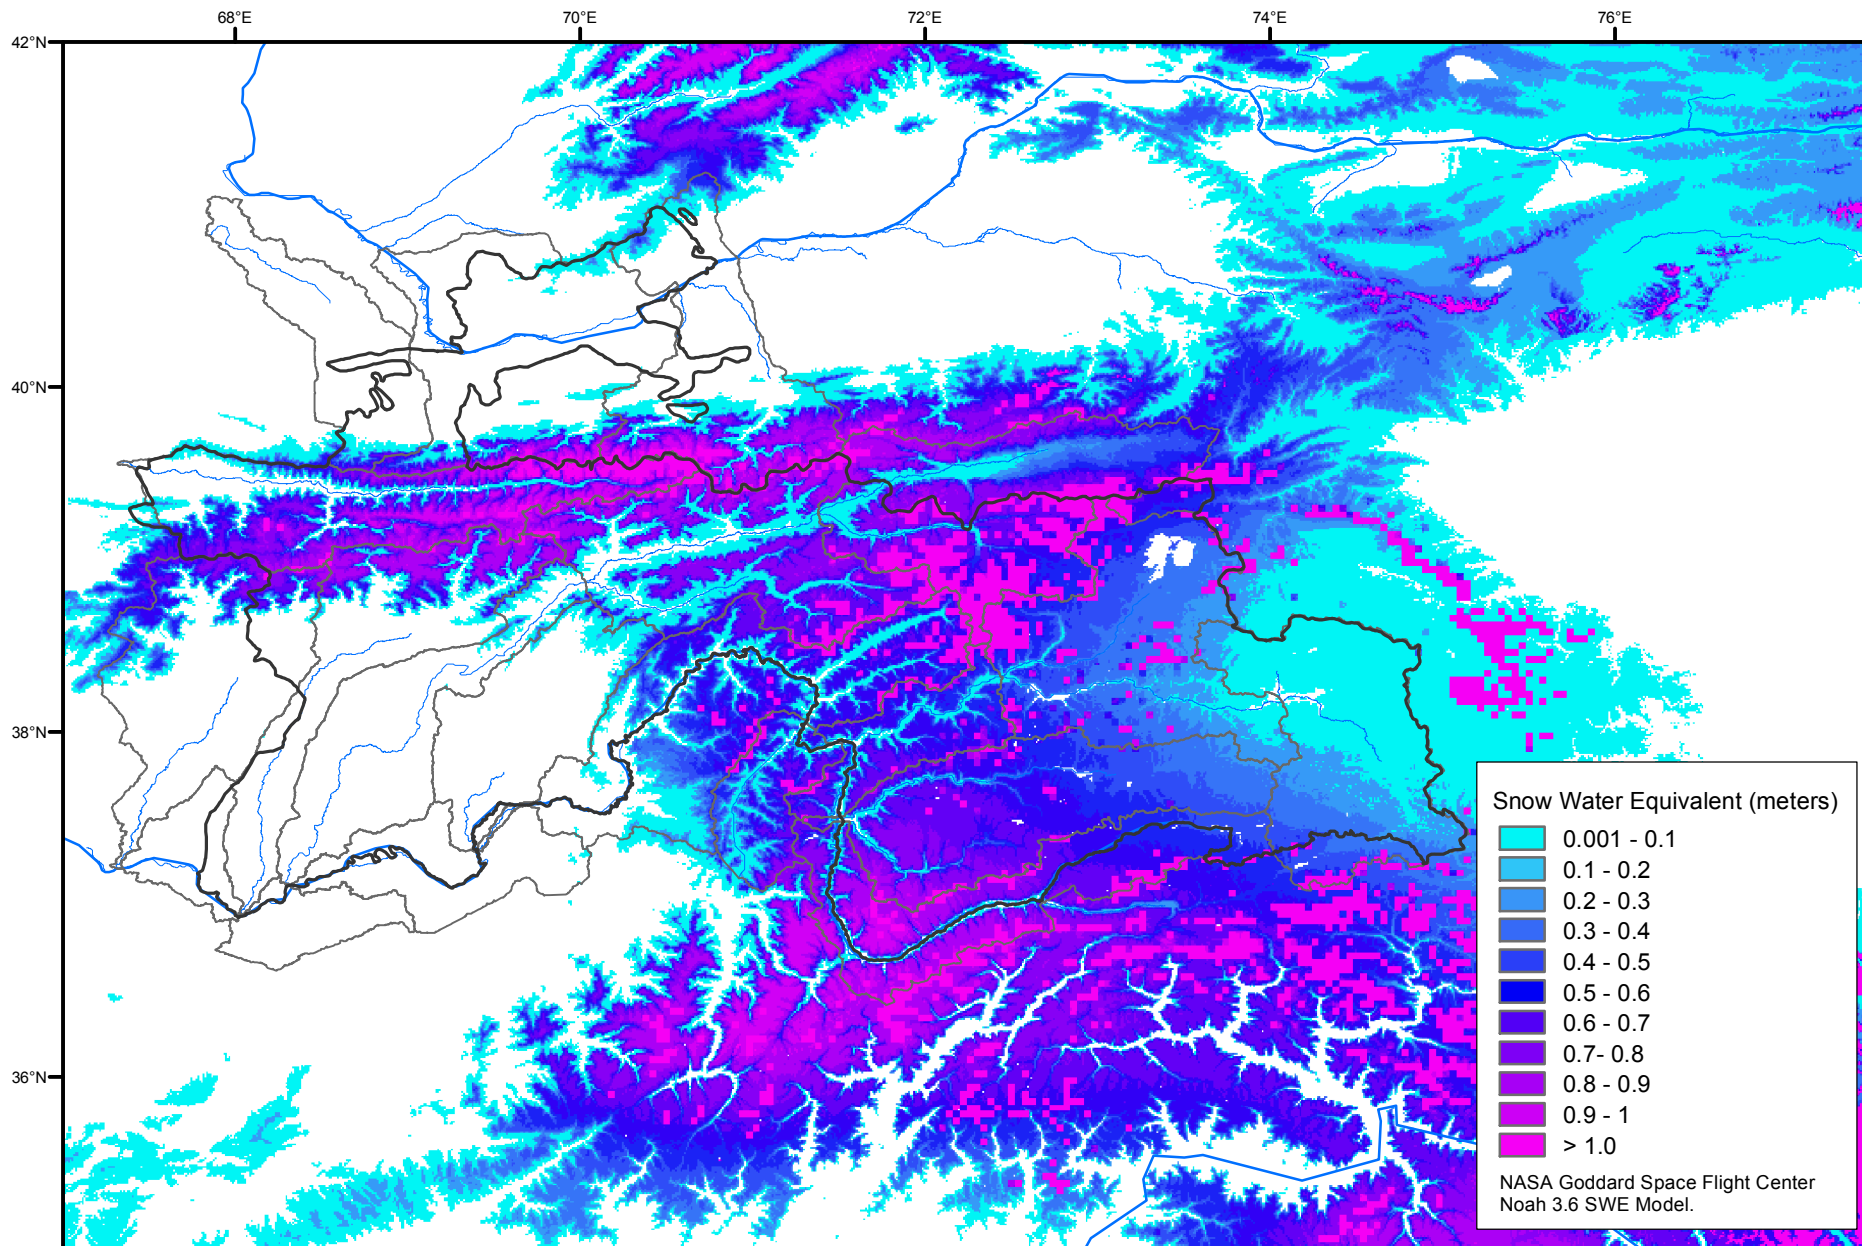 68°E 70°E 72°E 74°E 76°E
42°N
40°N
38°N
36°N
Snow Water Equivalent (meters)
0.001 - 0.1
0.1 - 0.2
0.2 - 0.3
0.3 - 0.4
0.4 - 0.5
0.5 - 0.6
0.6 - 0.7
0.7- 0.8
0.8 - 0.9
0.9 - 1
> 1.0
NASA Goddard Space Flight Center
Noah 3.6 SWE Model.